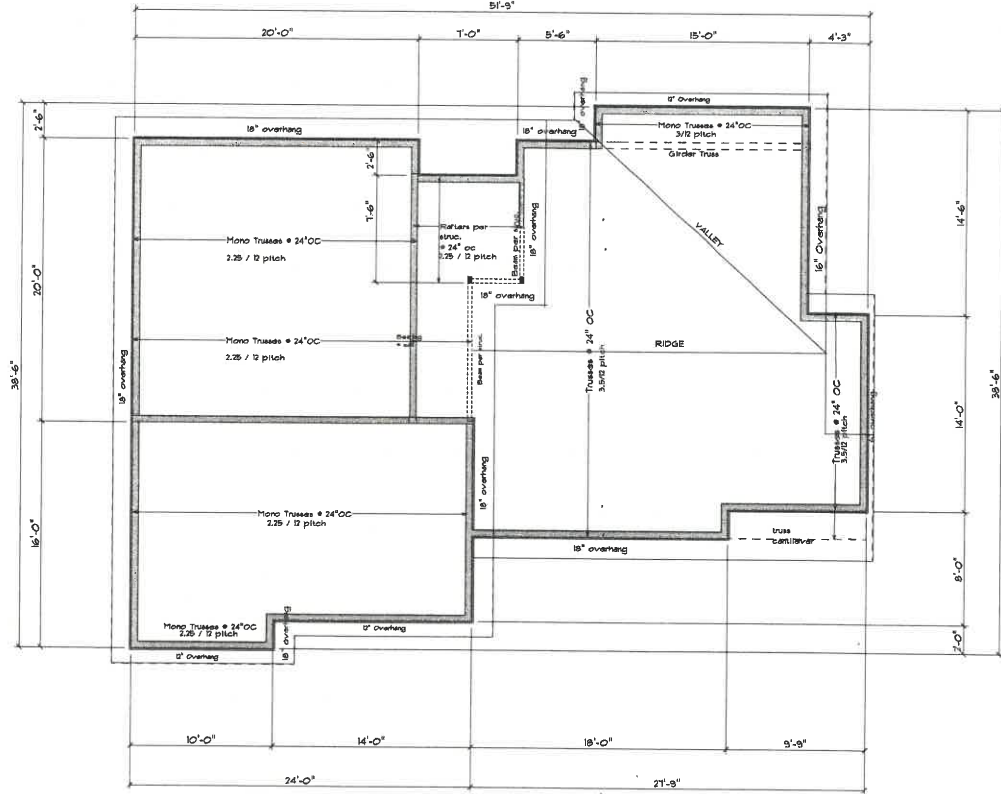 51'-9"
20'-0"
7'-0"
5'-6"
15'-0"
4'-3"
18" overhang
12" Overhang
2'-6"
18" overhang
18" overhang
Mono Trusses @ 24"OC
3/12 pitch
Girder Truss
2'-6"
7'-6"
14'-6"
Rafters per
struc.
@ 24" OC
2.25 / 12 pitch
Beam per struc.
18" overhang
VALLEY
16" Overhang
Mono Trusses @ 24"OC
2.25 / 12 pitch
20'-0"
18" overhang
Mono Trusses @ 24"OC
2.25 / 12 pitch
Beam per struc.
Trusses @ 24" OC
3.5/12 pitch
RIDGE
18" overhang
38'-6"
38'-6"
14'-0"
Trusses @ 24" OC
3.5/12 pitch
18" overhang
Mono Trusses @ 24"OC
2.25 / 12 pitch
16'-0"
truss
cantilever
18" overhang
8'-0"
Mono Trusses @ 24"OC
2.25 / 12 pitch
18" overhang
12" Overhang
12" Overhang
2'-0"
10'-0"
14'-0"
18'-0"
9'-9"
24'-0"
27'-9"